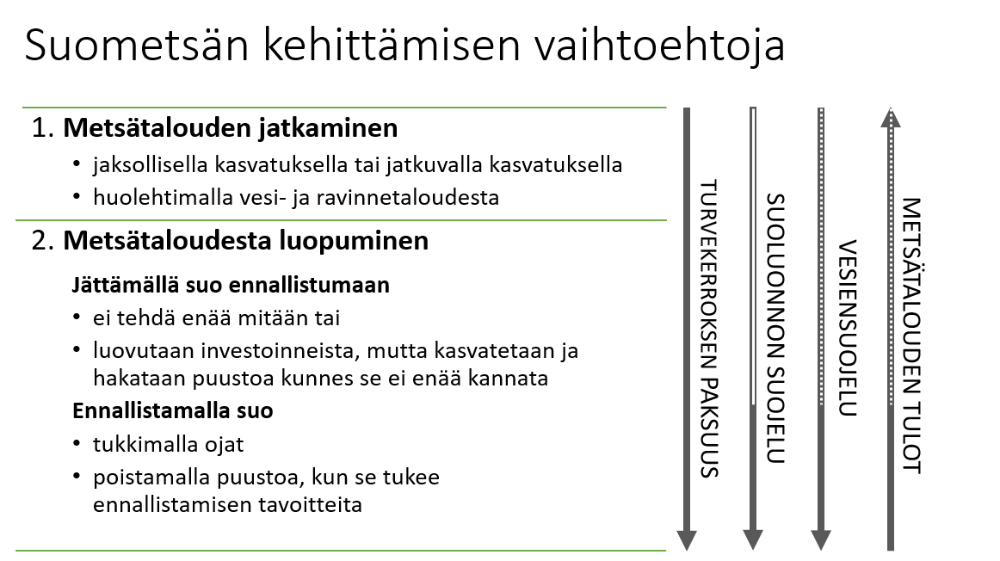 Suometsän kehittämisen vaihtoehtoja
1. Metsätalouden jatkaminen
• jaksollisella kasvatuksella tai jatkuvalla kasvatuksella
• huolehtimalla vesi- ja ravinnetaloudesta
2. Metsätaloudesta luopuminen
Jättämällä suo ennallistumaan
• ei tehdä enää mitään tai
• luovutaan investoinneista, mutta kasvatetaan ja
hakataan puustoa kunnes se ei enää kannata
Ennallistamalla suo
• tukkimalla ojat
• poistamalla puustoa, kun se tukee
ennallistamisen tavoitteita
TURVEKERROKSEN PAKSUUS
SUOLUONNON SUOJELU
VESIENSUOJELU
METSÄTALOUDEN TULOT